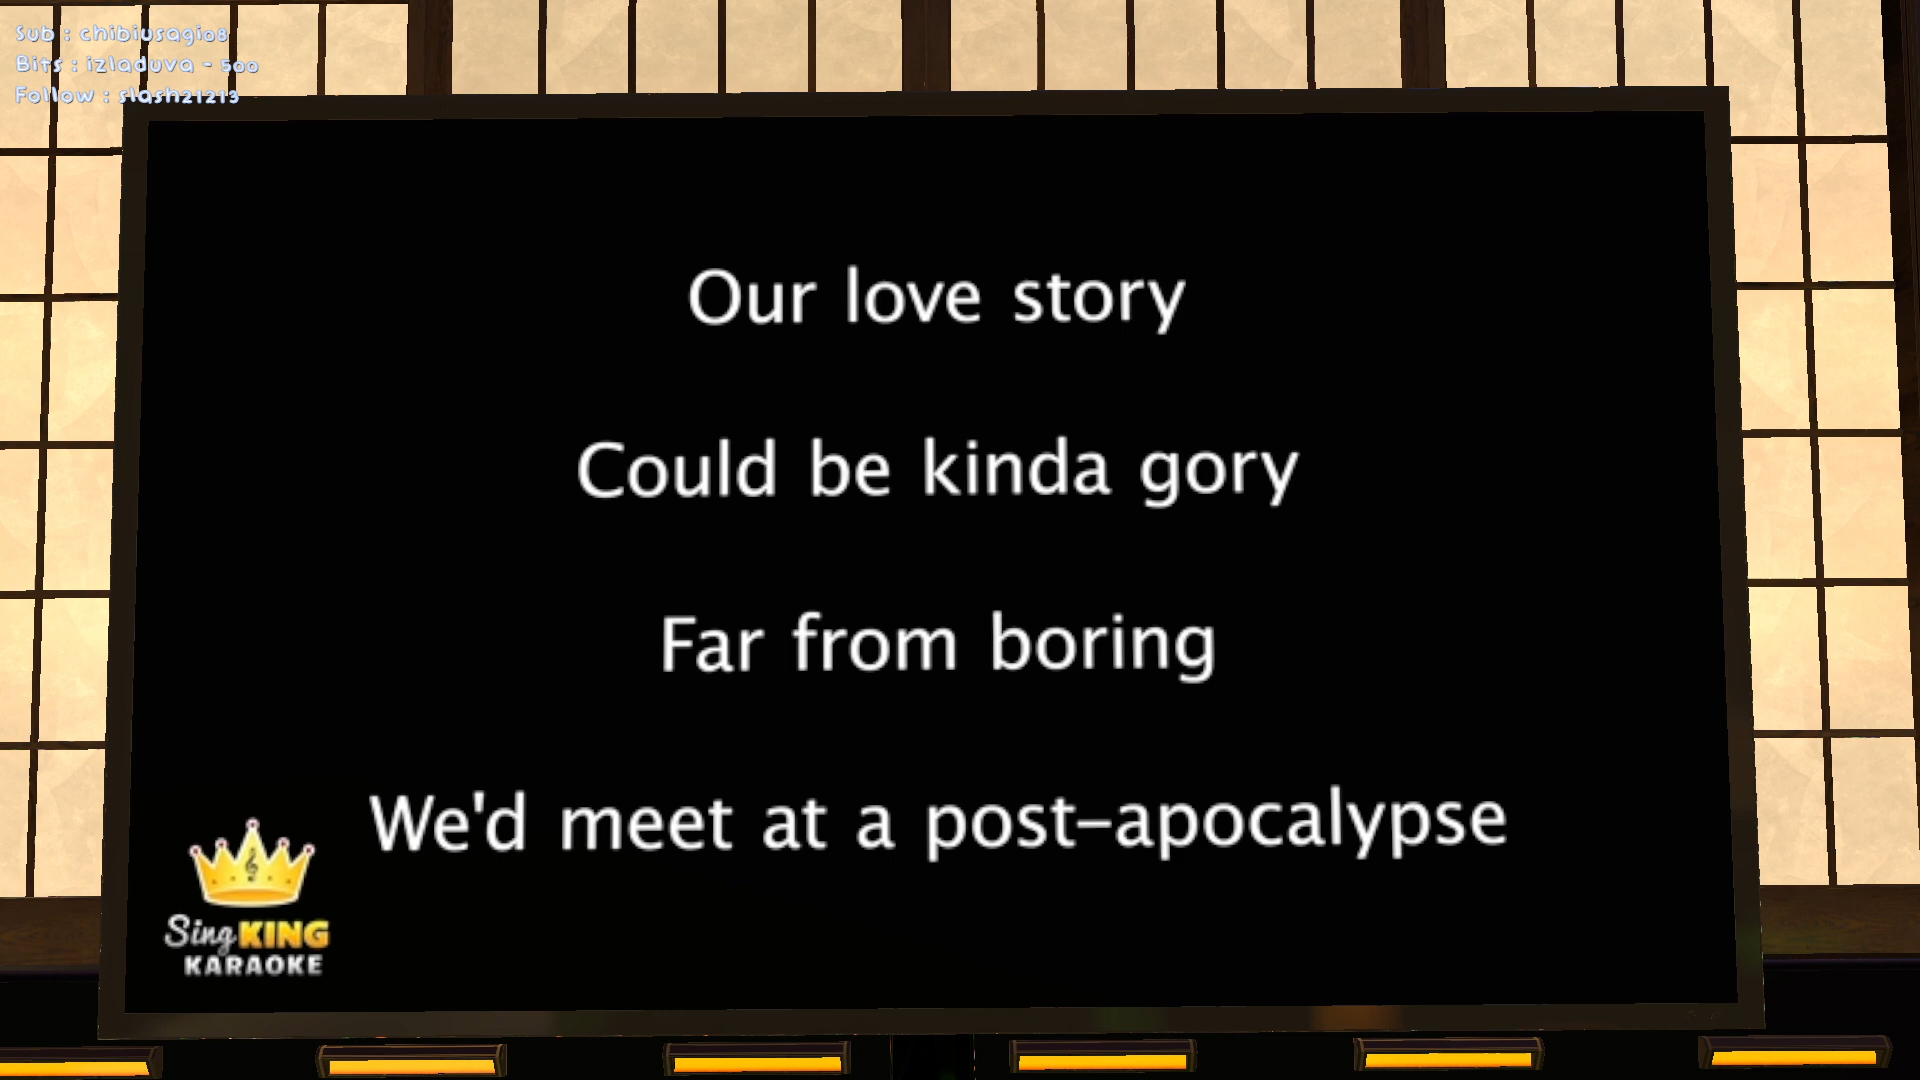 Sub : chibiusagi08
Bits : izladuva - 500
Follow : slash21213
Our love story
Could be kinda gory
Far from boring
We'd meet at a post-apocalypse
Sing KING
KARAOKE